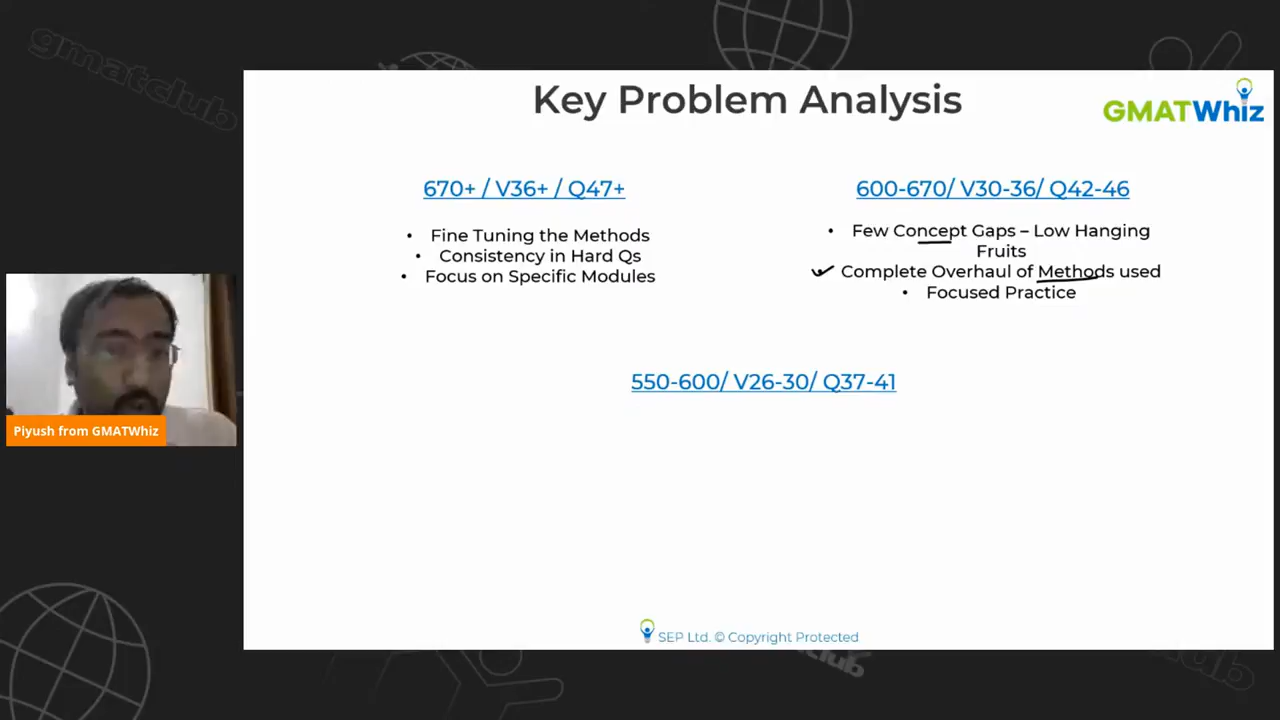 gmatclub
Key Problem Analysis
GMATWhiz
670+ / V36+ / Q47+
• Fine Tuning the Methods
• Consistency in Hard Qs
• Focus on Specific Modules
600-670/ V30-36/ Q42-46
• Few Concept Gaps – Low Hanging
Fruits
Complete Overhaul of Methods used
• Focused Practice
550-600/ V26-30/ Q37-41
Piyush from GMATWhiz
SEP Ltd. © Copyright Protected